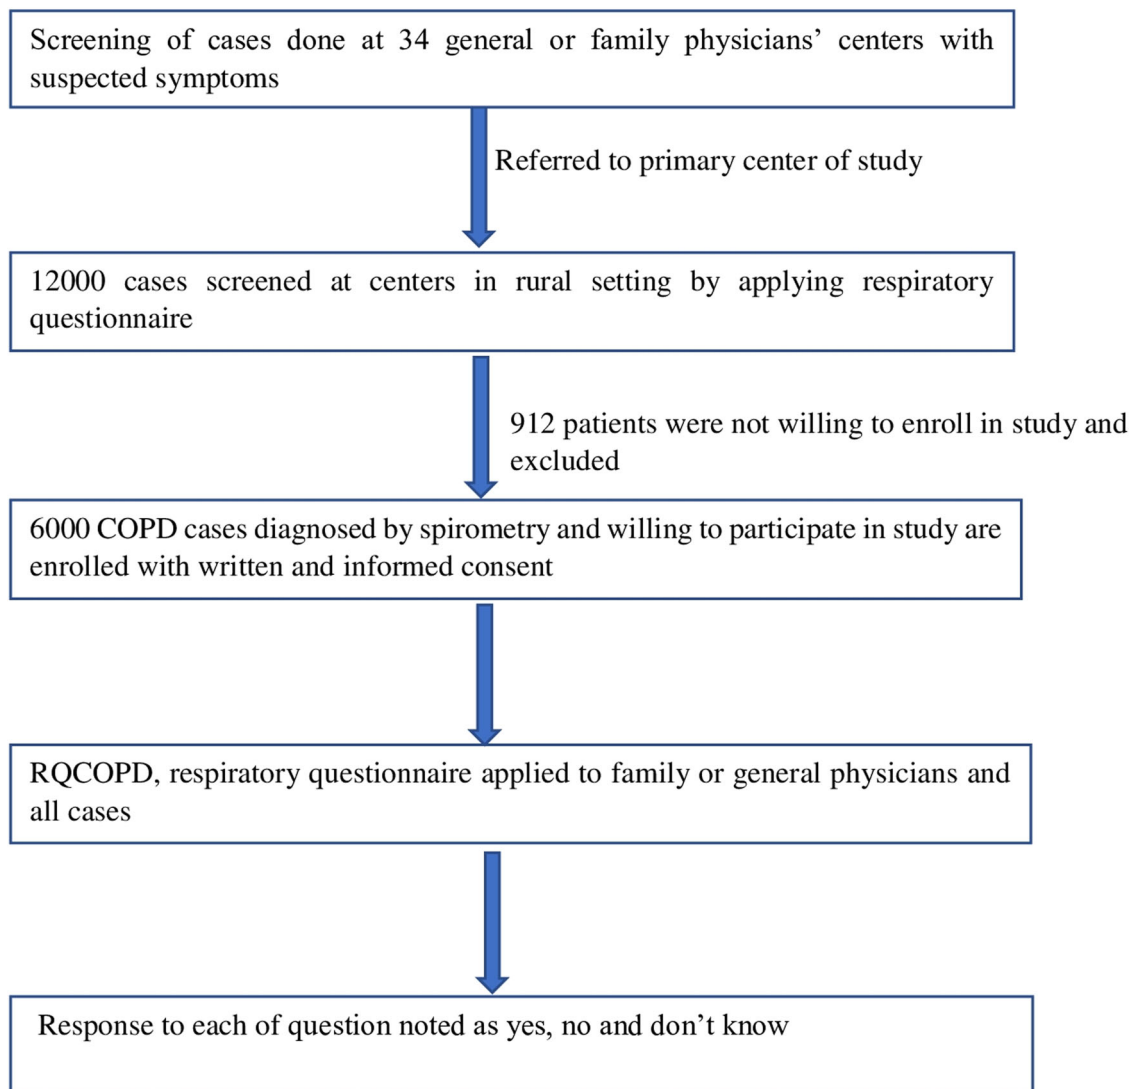 Screening of cases done at 34 general or family physicians’ centers with
suspected symptoms
Referred to primary center of study
12000 cases screened at centers in rural setting by applying respiratory
questionnaire
912 patients were not willing to enroll in study and
excluded
6000 COPD cases diagnosed by spirometry and willing to participate in study are
enrolled with written and informed consent
RQCOPD, respiratory questionnaire applied to family or general physicians and
all cases
Response to each of question noted as yes, no and don’t know